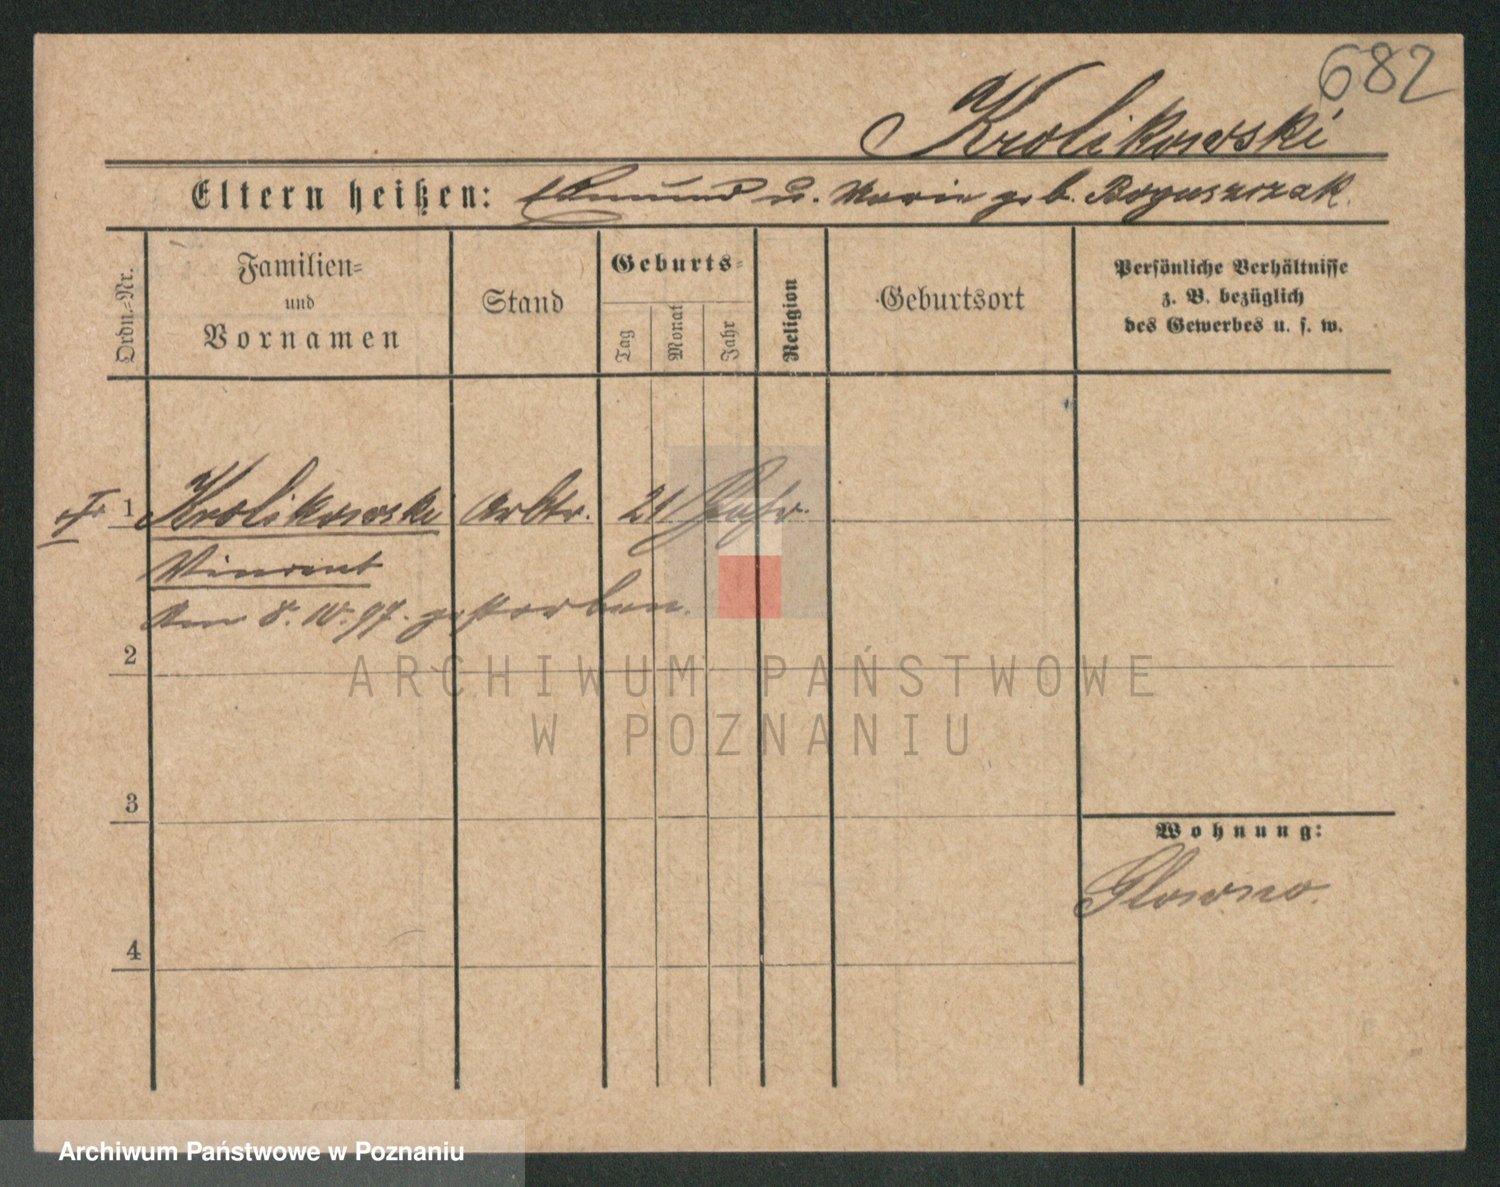 682
Krolikowski
Eltern heißen: Edmund u. Marie geb. Boguszczak.
Ordn.-Nr.
Familien- und Vornamen
Stand
Geburts-
Tag
Monat
Jahr
Religion
Geburtsort
Persönliche Verhältnisse
z. B. bezüglich
des Gewerbes u. s. w.
1 Krolikowski Arbtr. 21 Jahr.
Vincent
Am 8. 10. 97. gestorben.
2
3
4
Wohnung:
Glowno.
ARCHIWUM PAŃSTWOWE
W POZNANIU
Archiwum Państwowe w Poznaniu